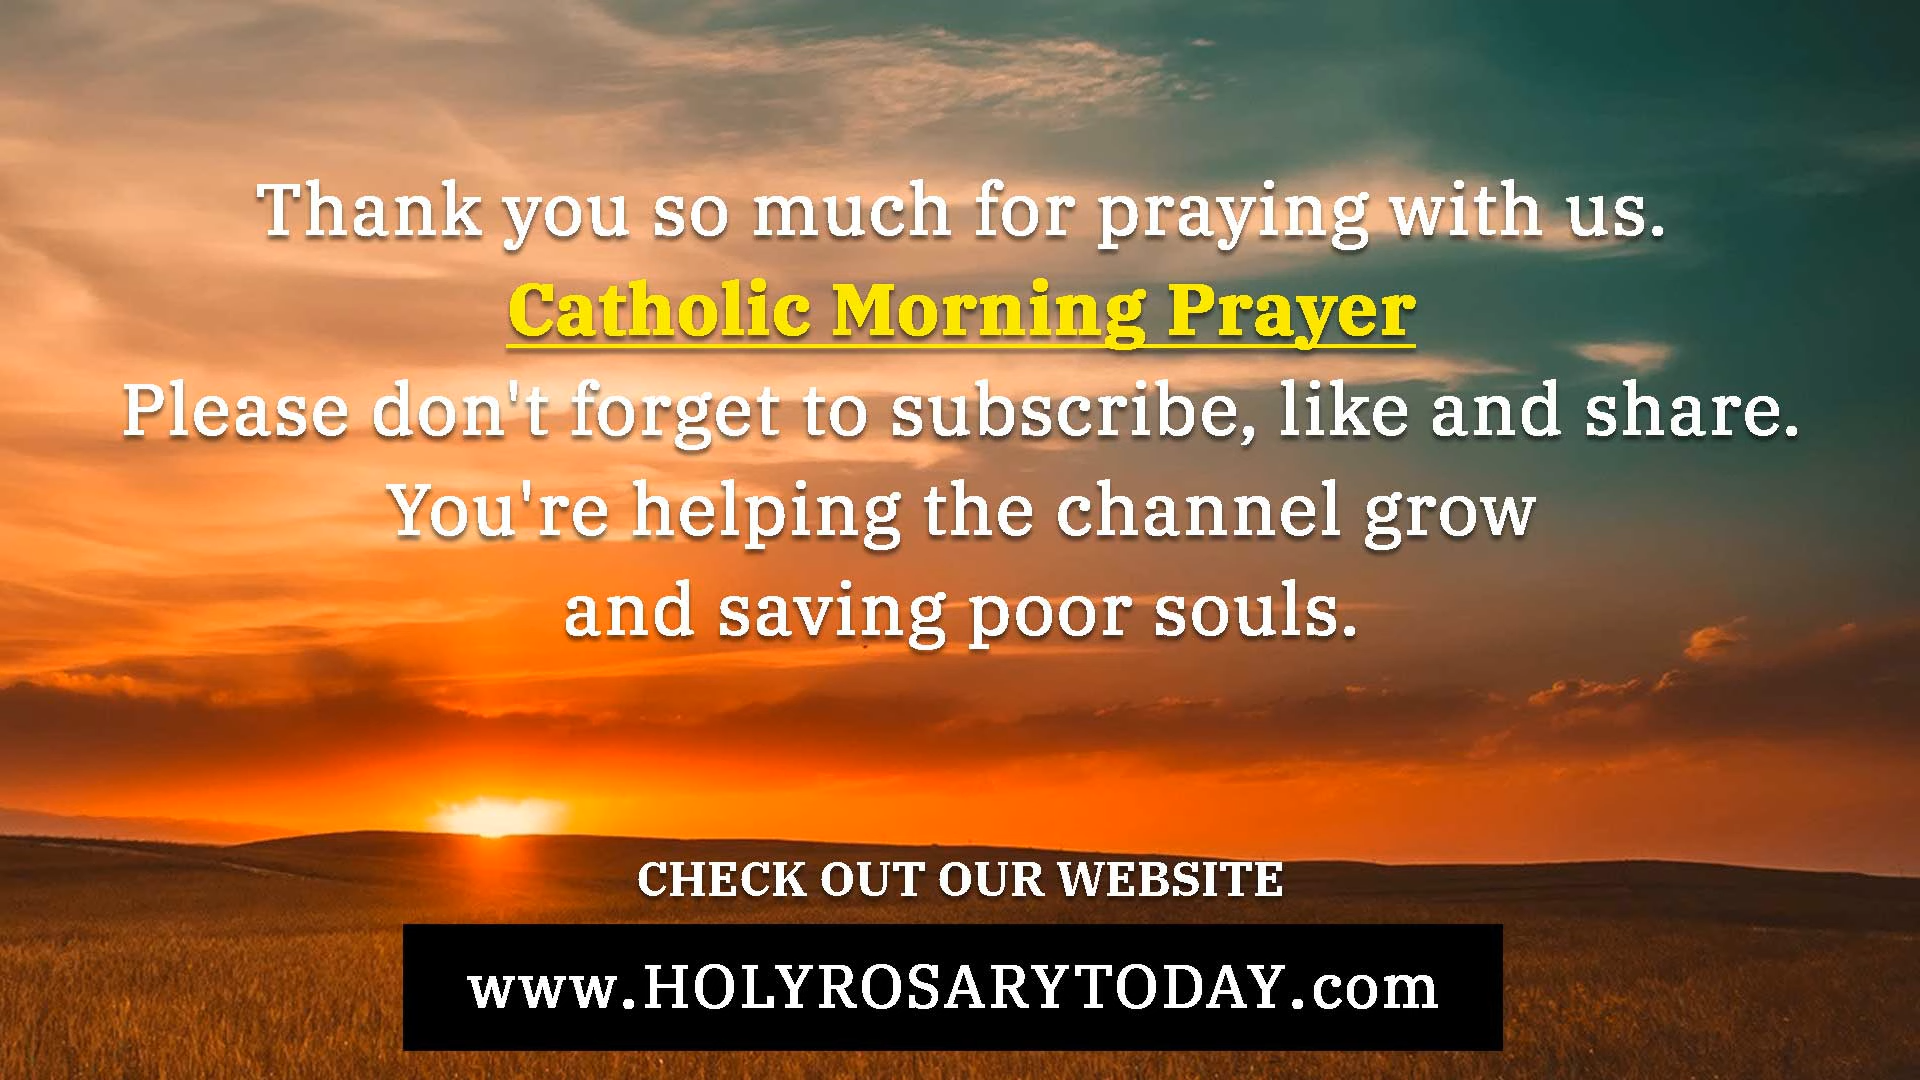 Thank you so much for praying with us.
Catholic Morning Prayer
Please don't forget to subscribe, like and share.
You're helping the channel grow
and saving poor souls.
CHECK OUT OUR WEBSITE
www.HOLYROSARYTODAY.com